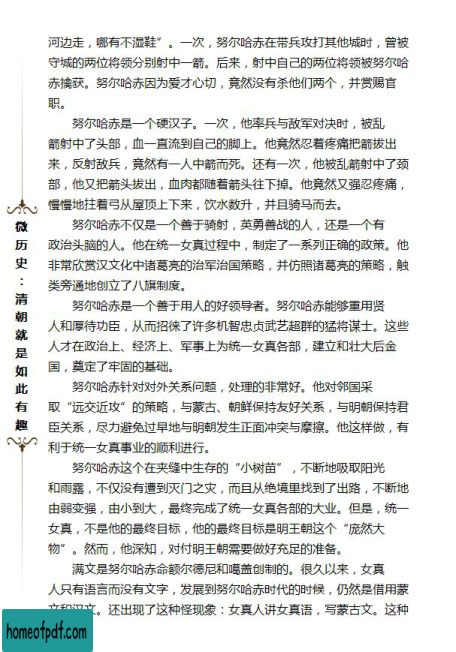 河边走，哪有不湿鞋”。一次，努尔哈赤在带兵攻打其他城时，曾被
守城的两位将领分别射中一箭。后来，射中自己的两位将领被努尔哈
赤擒获。努尔哈赤因为爱才心切，竟然没有杀他们两个，并赏赐官
职。
努尔哈赤是一个硬汉子。一次，他率兵与敌军对决时，被乱
箭射中了头部，血一直流到自己的脚上。他竟然忍着疼痛把箭拔出
来，反射敌兵，竟然有一人中箭而死。还有一次，他被乱箭射中了颈
部，他又把箭头拔出，血肉都随着箭头往下掉。他竟然又强忍疼痛，
慢慢地拄着弓从屋顶上下来，饮水数升，并且骑马而去。
努尔哈赤不仅是一个善于骑射，英勇善战的人，还是一个有
政治头脑的人。他在统一女真过程中，制定了一系列正确的政策。他
非常欣赏汉文化中诸葛亮的治军治国策略，并仿照诸葛亮的策略，触
类旁通地创立了八旗制度。
努尔哈赤是一个善于用人的好领导者。努尔哈赤能够重用贤
人和厚待功臣，从而招徕了许多机智忠贞武艺超群的猛将谋士。这些
人才在政治上、经济上、军事上为统一女真各部，建立和壮大后金
国，奠定了牢固的基础。
努尔哈赤针对对外关系问题，处理的非常好。他对邻国采
取“远交近攻”的策略，与蒙古、朝鲜保持友好关系，与明朝保持君
臣关系，尽力避免过早地与明朝发生正面冲突与摩擦。他这样做，有
利于统一女真事业的顺利进行。
努尔哈赤这个在夹缝中生存的“小树苗”，不断地吸取阳光
和雨露，不仅没有遭到灭门之灾，而且从绝境里找到了出路，不断地
由弱变强，由小到大，最终完成了统一女真各部的大业。但是，统一
女真，不是他的最终目标，他的最终目标是明王朝这个“庞然大
物”。然而，他深知，对付明王朝需要做好充足的准备。
满文是努尔哈赤命额尔德尼和噶盖创制的。很久以来，女真
人只有语言而没有文字，发展到努尔哈赤时代的时候，仍然是借用蒙
文和汉文。还出现了这种怪现象：女真人讲女真语，写蒙古文。这种
微历史：清朝就是如此有趣
homeofpdf.com